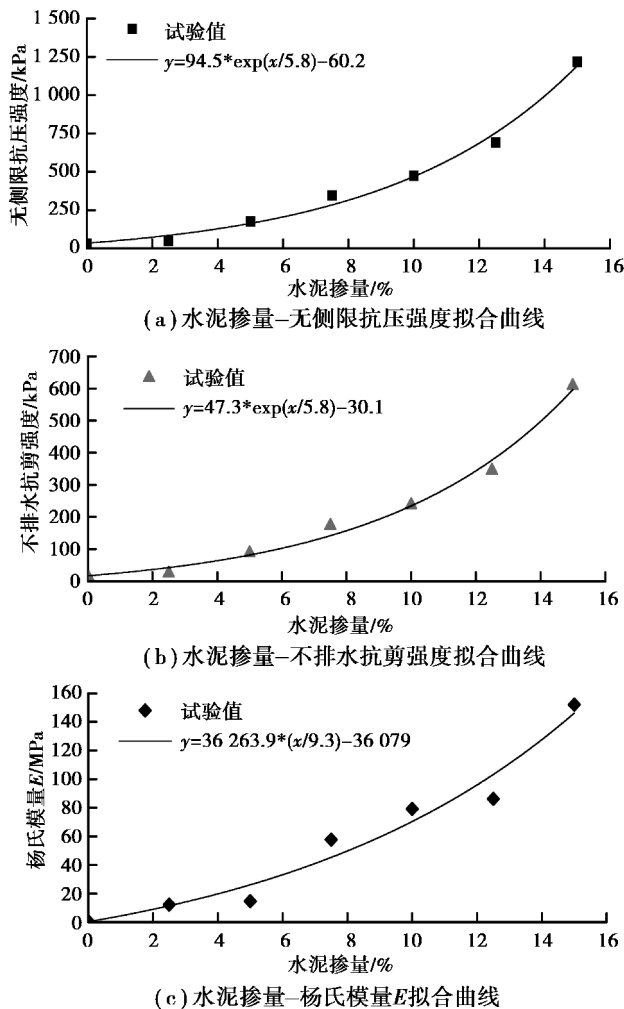 试验值
y=94.5*exp(x/5.8)−60.2
无侧限抗压强度/kPa
1 500
1 250
1 000
750
500
250
0
0 2 4 6 8 10 12 14 16
水泥掺量/%
(a)水泥掺量−无侧限抗压强度拟合曲线
试验值
y=47.3*exp(x/5.8)−30.1
不排水抗剪强度/kPa
700
600
500
400
300
200
100
0
0 2 4 6 8 10 12 14 16
水泥掺量/%
(b)水泥掺量−不排水抗剪强度拟合曲线
试验值
y=36 263.9*(x/9.3)−36 079
杨氏模量E/MPa
160
140
120
100
80
60
40
20
0
0 2 4 6 8 10 12 14 16
水泥掺量/%
(c)水泥掺量−杨氏模量E拟合曲线